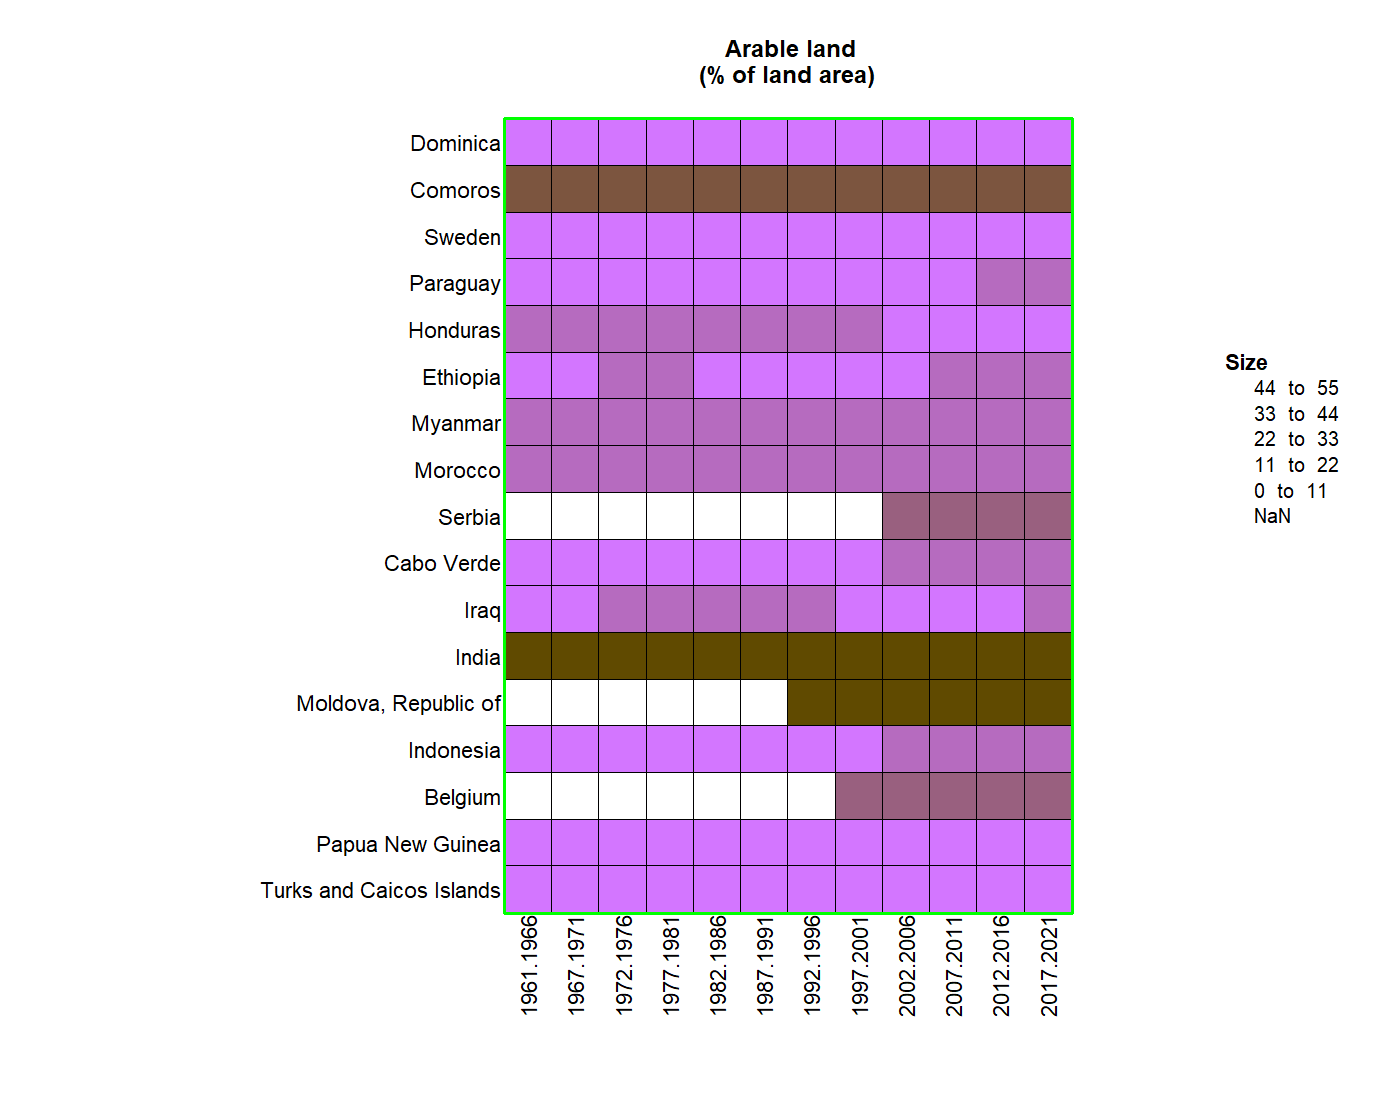 Arable land
(% of land area)
Dominica
Comoros
Sweden
Paraguay
Honduras
Ethiopia
Myanmar
Morocco
Serbia
Cabo Verde
Iraq
India
Moldova, Republic of
Indonesia
Belgium
Papua New Guinea
Turks and Caicos Islands
1961.1966
1967.1971
1972.1976
1977.1981
1982.1986
1987.1991
1992.1996
1997.2001
2002.2006
2007.2011
2012.2016
2017.2021
Size
44 to 55
33 to 44
22 to 33
11 to 22
0 to 11
NaN